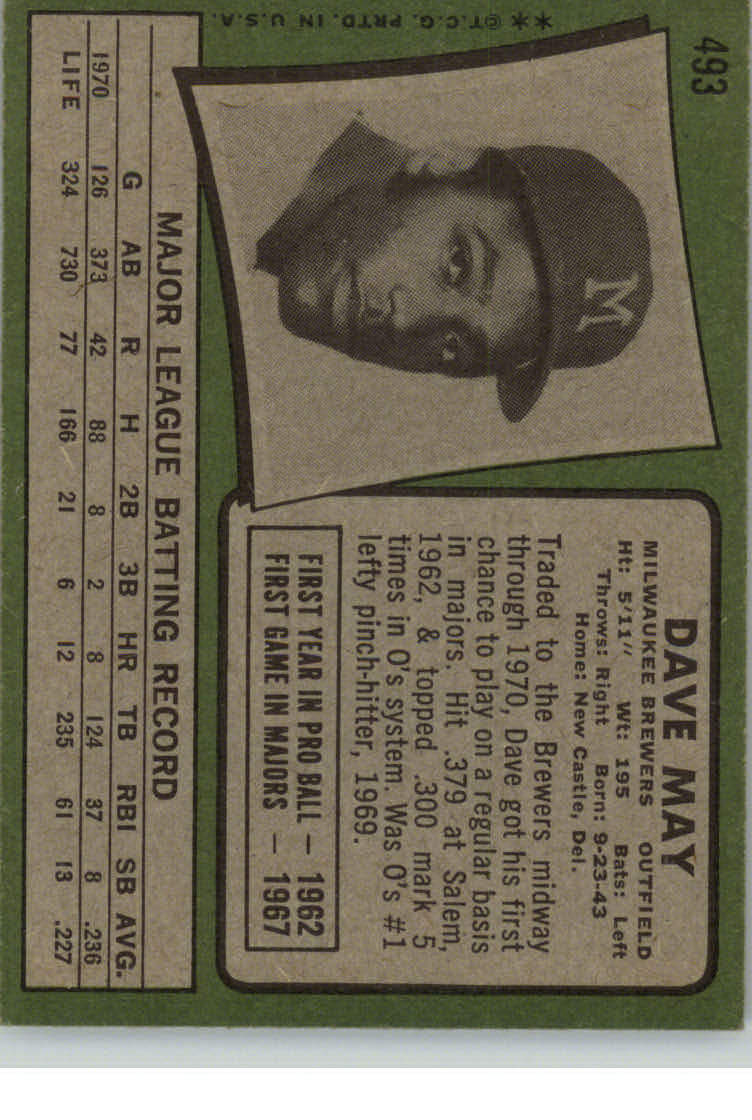 493
M
DAVE MAY
MILWAUKEE BREWERS OUTFIELD
Ht: 5'11" Wt: 195 Bats: Left
Throws: Right Born: 9-23-43
Home: New Castle, Del.
Traded to the Brewers midway
through 1970, Dave got his first
chance to play on a regular basis
in majors. Hit .379 at Salem,
1962, & topped .300 mark 5
times in O's system. Was O's #1
lefty pinch-hitter, 1969.
FIRST YEAR IN PRO BALL — 1962
FIRST GAME IN MAJORS — 1967
MAJOR LEAGUE BATTING RECORD
G AB R H 2B 3B HR TB RBI SB AVG.
1970 126 373 42 88 8 2 8 124 37 8 .236
LIFE 324 730 77 166 21 6 12 235 61 13 .227
**©T.C.G. PRTD. IN U.S.A.